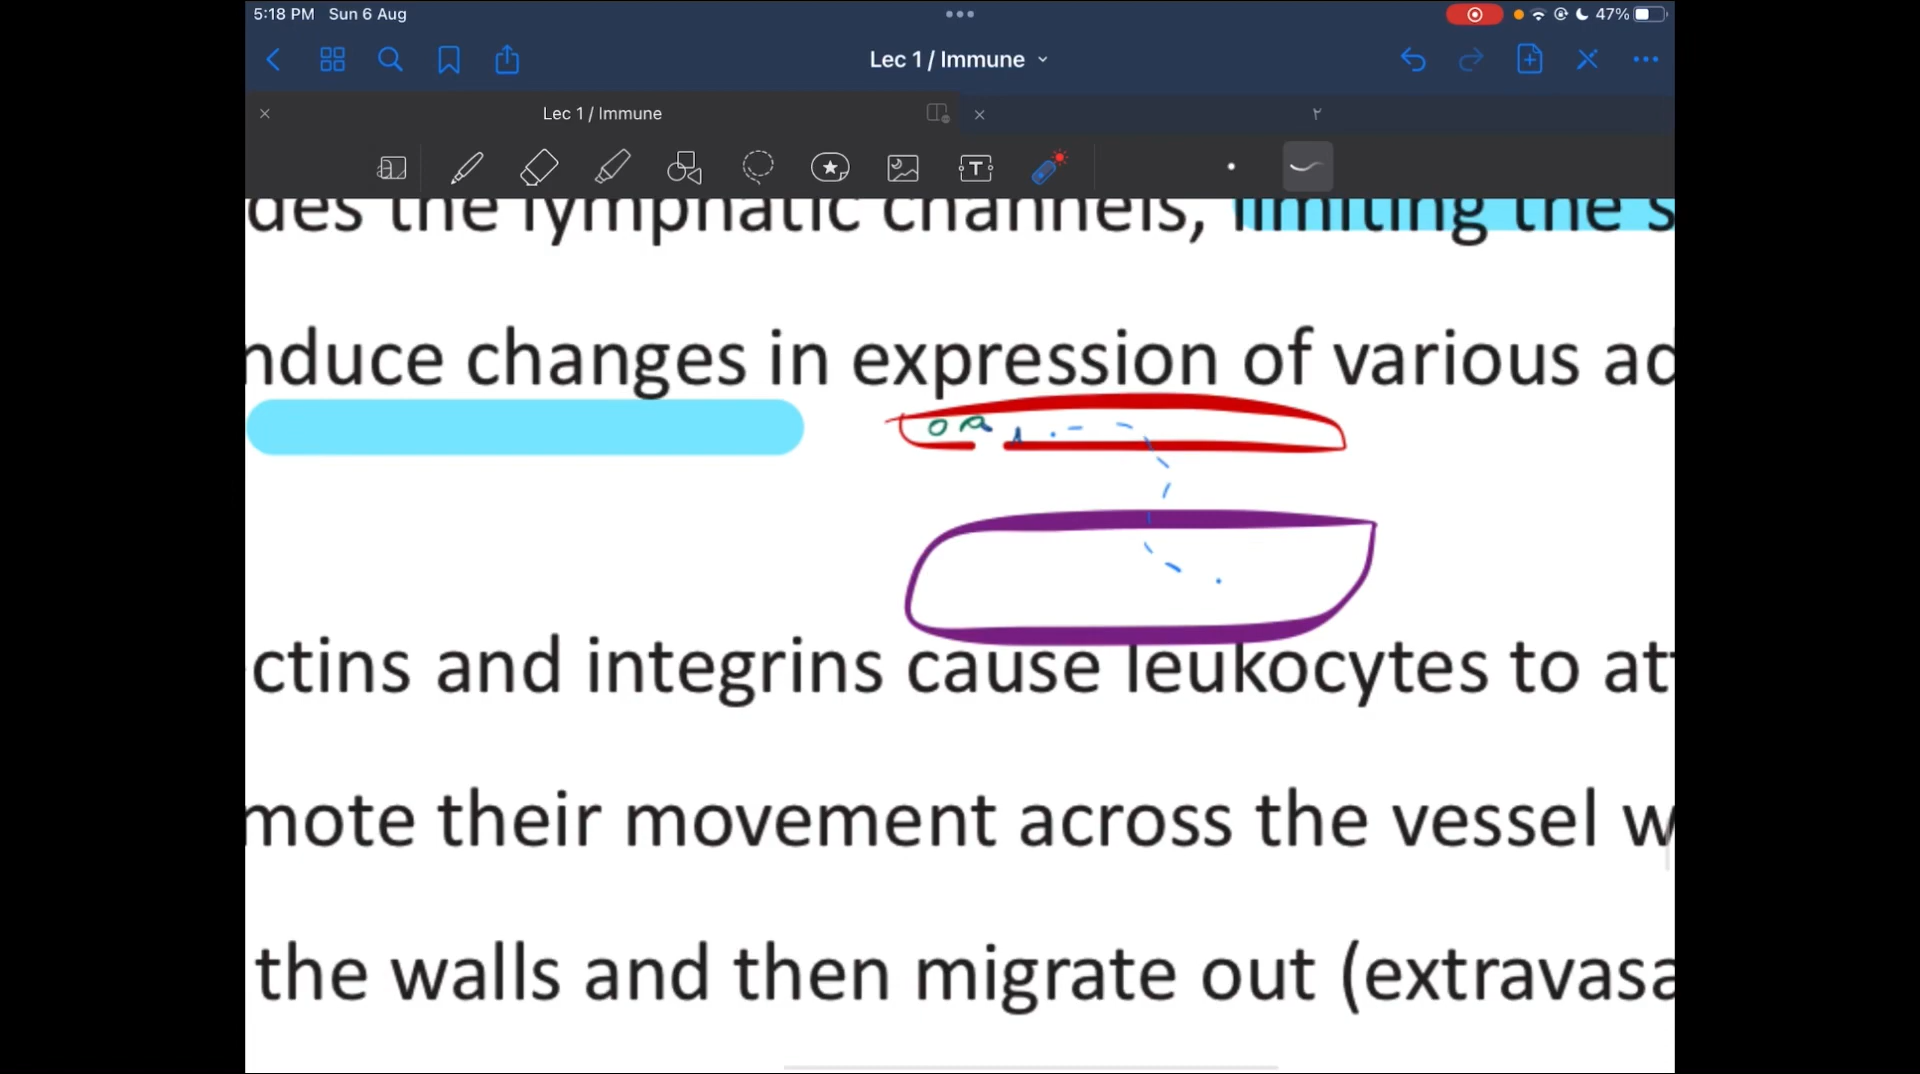 5:18 PM Sun 6 Aug 47%
Lec 1 / Immune
Lec 1 / Immune ٢
des the lymphatic channels, limiting the s
nduce changes in expression of various ad
ctins and integrins cause leukocytes to at
mote their movement across the vessel w
the walls and then migrate out (extravasa